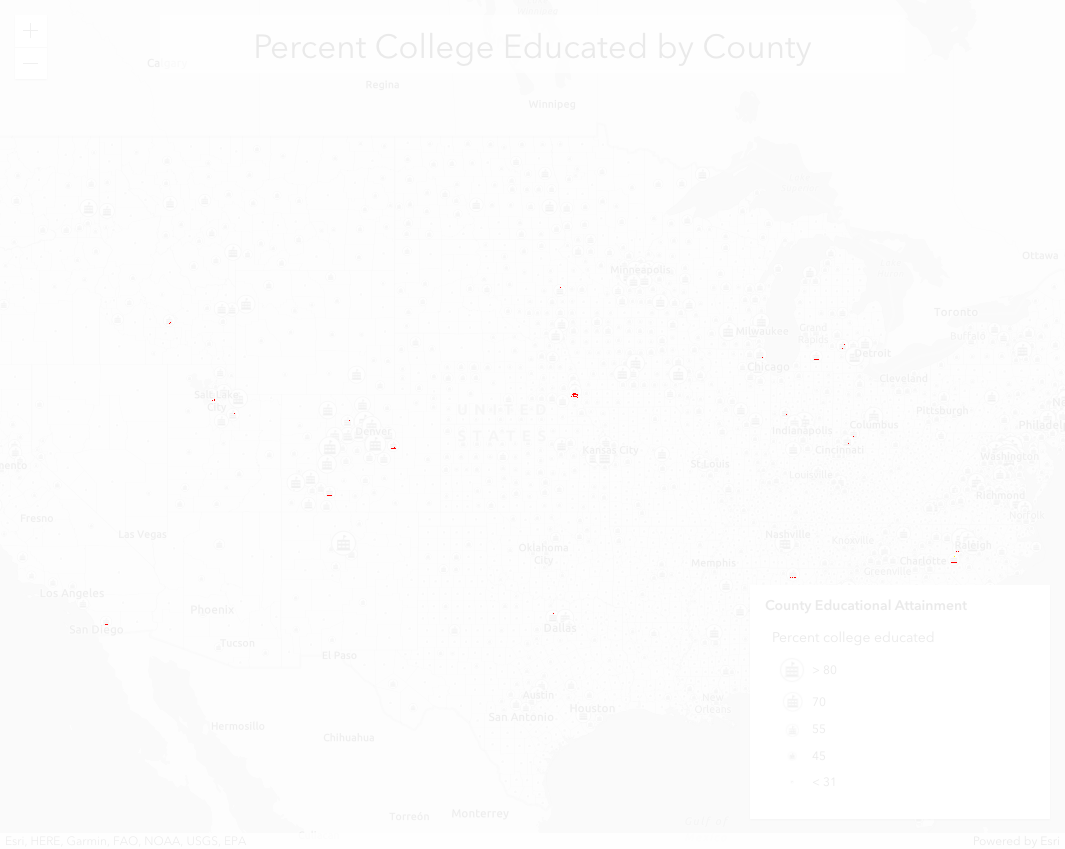 Percent College Educated by County
Ca
Regina
Winnipeg
Ottawa
Minneapolis
Toronto
Milwaukee
Grand
Rapids
Buffalo
Detroit
Chicago
Cleveland
Salt Lake
City
UNITED
STATES
Pittsburgh
Philadelp
Denver
Indianapolis
Columbus
Kansas City
Cincinnati
Washington
St Louis
Louisville
Richmond
Norfolk
Fresno
Las Vegas
Nashville
Knoxville
Raleigh
Oklahoma
City
Memphis
Charlotte
Greenville
Los Angeles
Phoenix
San Diego
Dallas
Tucson
El Paso
Austin
New
Orleans
Houston
San Antonio
Hermosillo
Chihuahua
Torreón
Monterrey
County Educational Attainment
Percent college educated
> 80
70
55
45
< 31
Esri, HERE, Garmin, FAO, NOAA, USGS, EPA
Powered by Esri